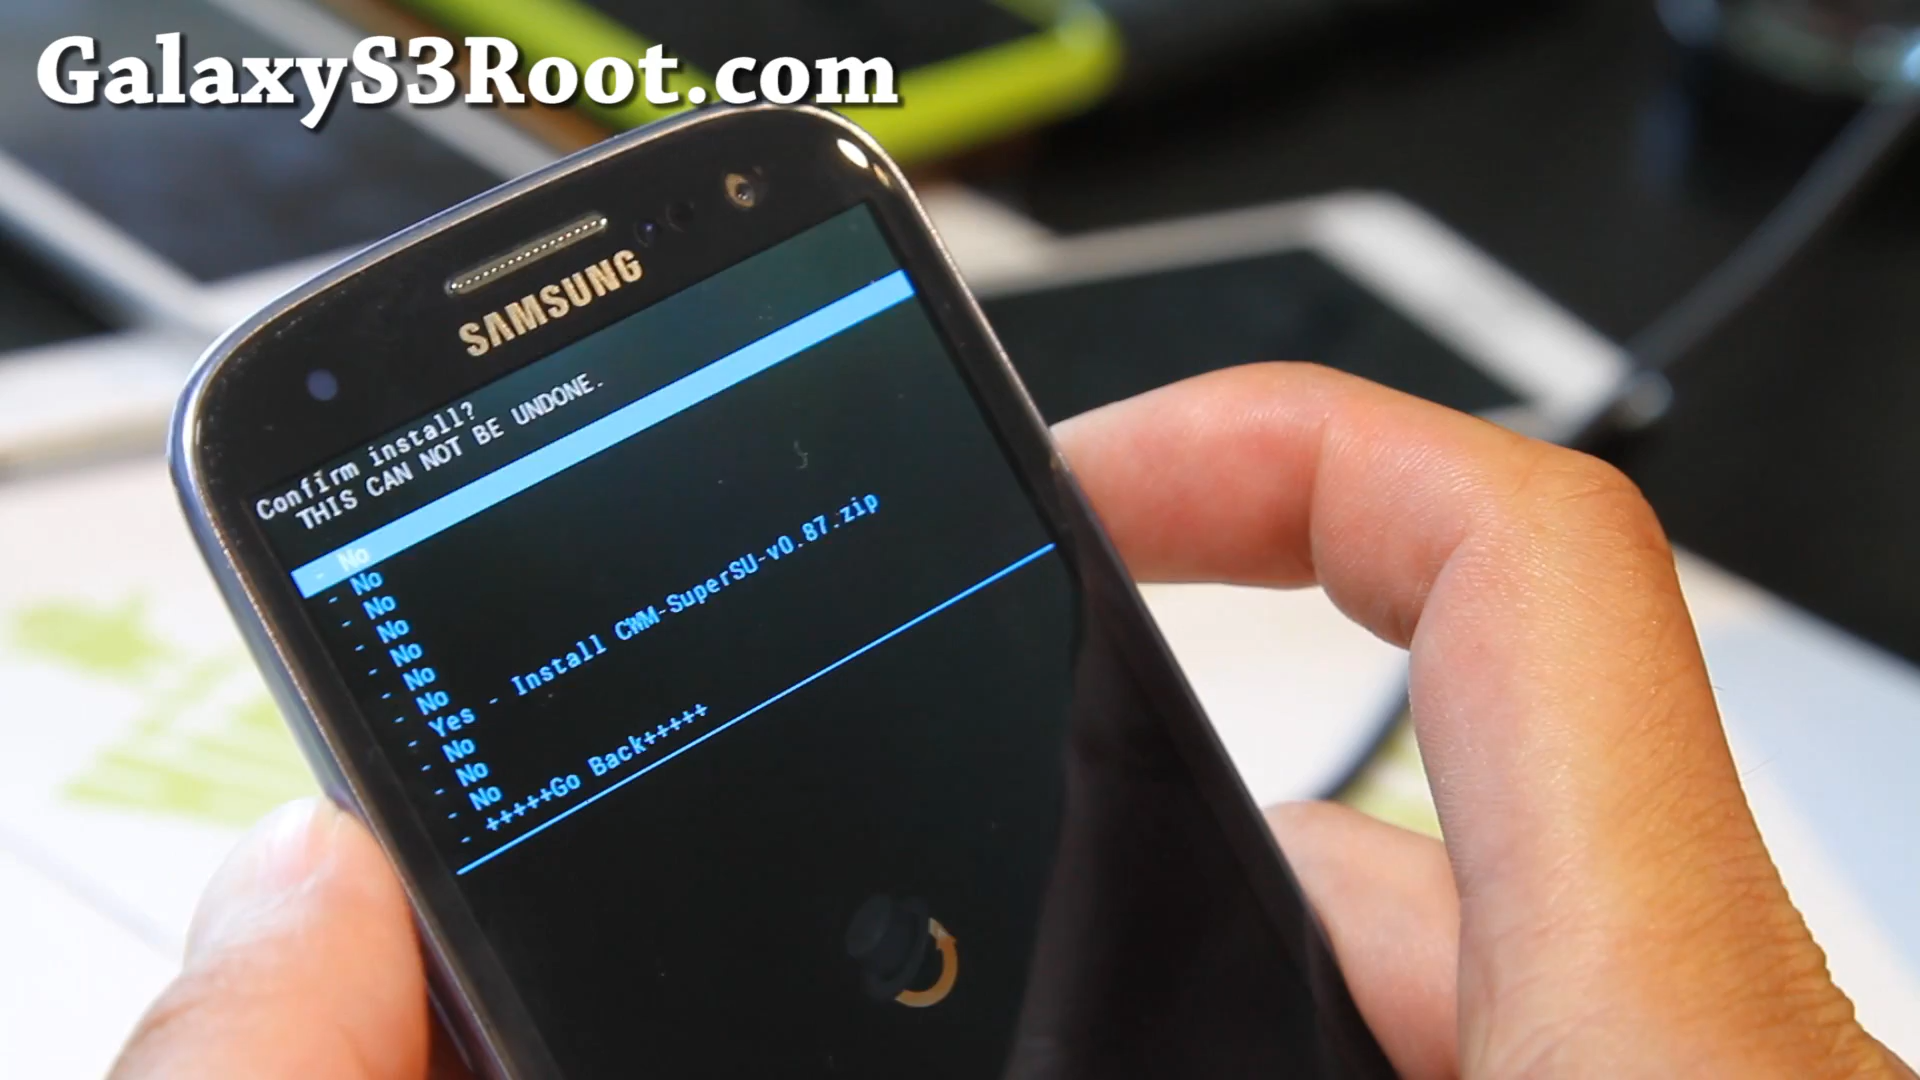 GalaxyS3Root.com
SAMSUNG
Confirm install?
THIS CAN NOT BE UNDONE.
- No
- No
- No
- No
- No
- No
- No
- Yes - Install CWM-SuperSU-v0.87.zip
- No
- No
- No
- +++++Go Back+++++